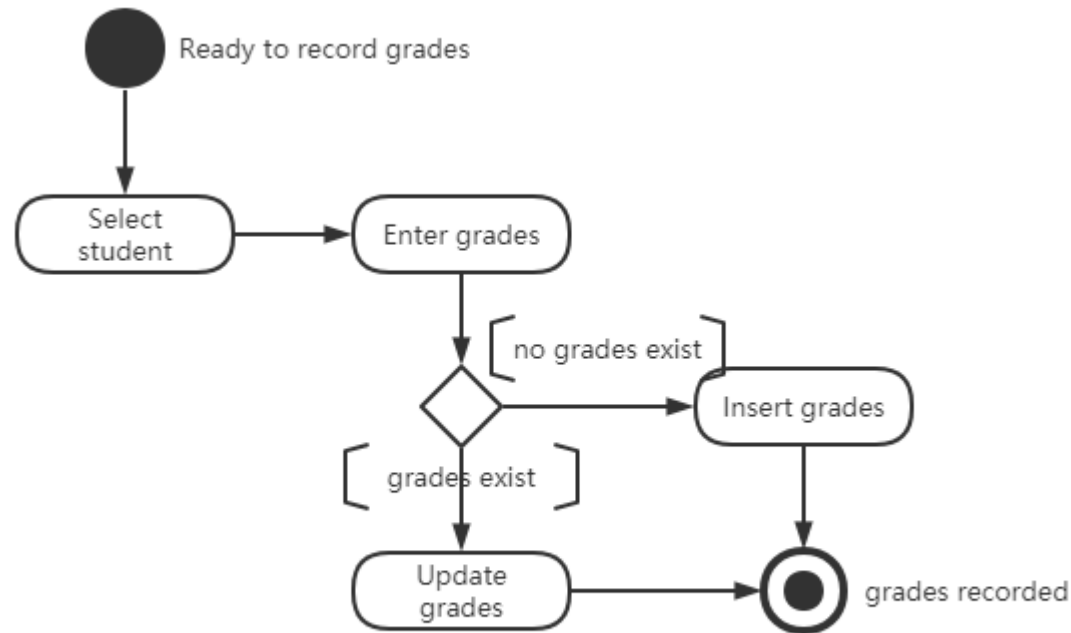 Ready to record grades
Select
student
Enter grades
no grades exist
Insert grades
grades exist
Update
grades
grades recorded